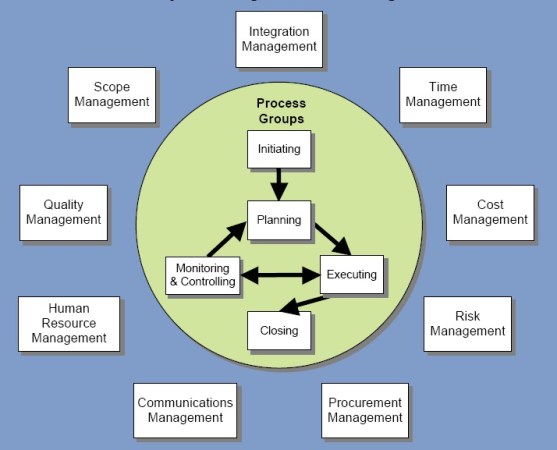 Integration
Management
Scope
Management
Time
Management
Process
Groups
Initiating
Quality
Management
Planning
Cost
Management
Monitoring
& Controlling
Executing
Human
Resource
Management
Risk
Management
Closing
Communications
Management
Procurement
Management